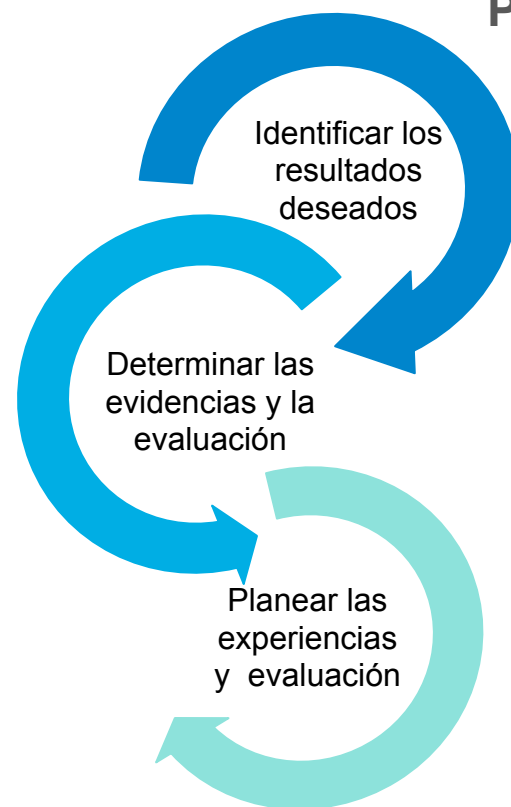 P
Identificar los
resultados
deseados
Determinar las
evidencias y la
evaluación
Planear las
experiencias
y  evaluación